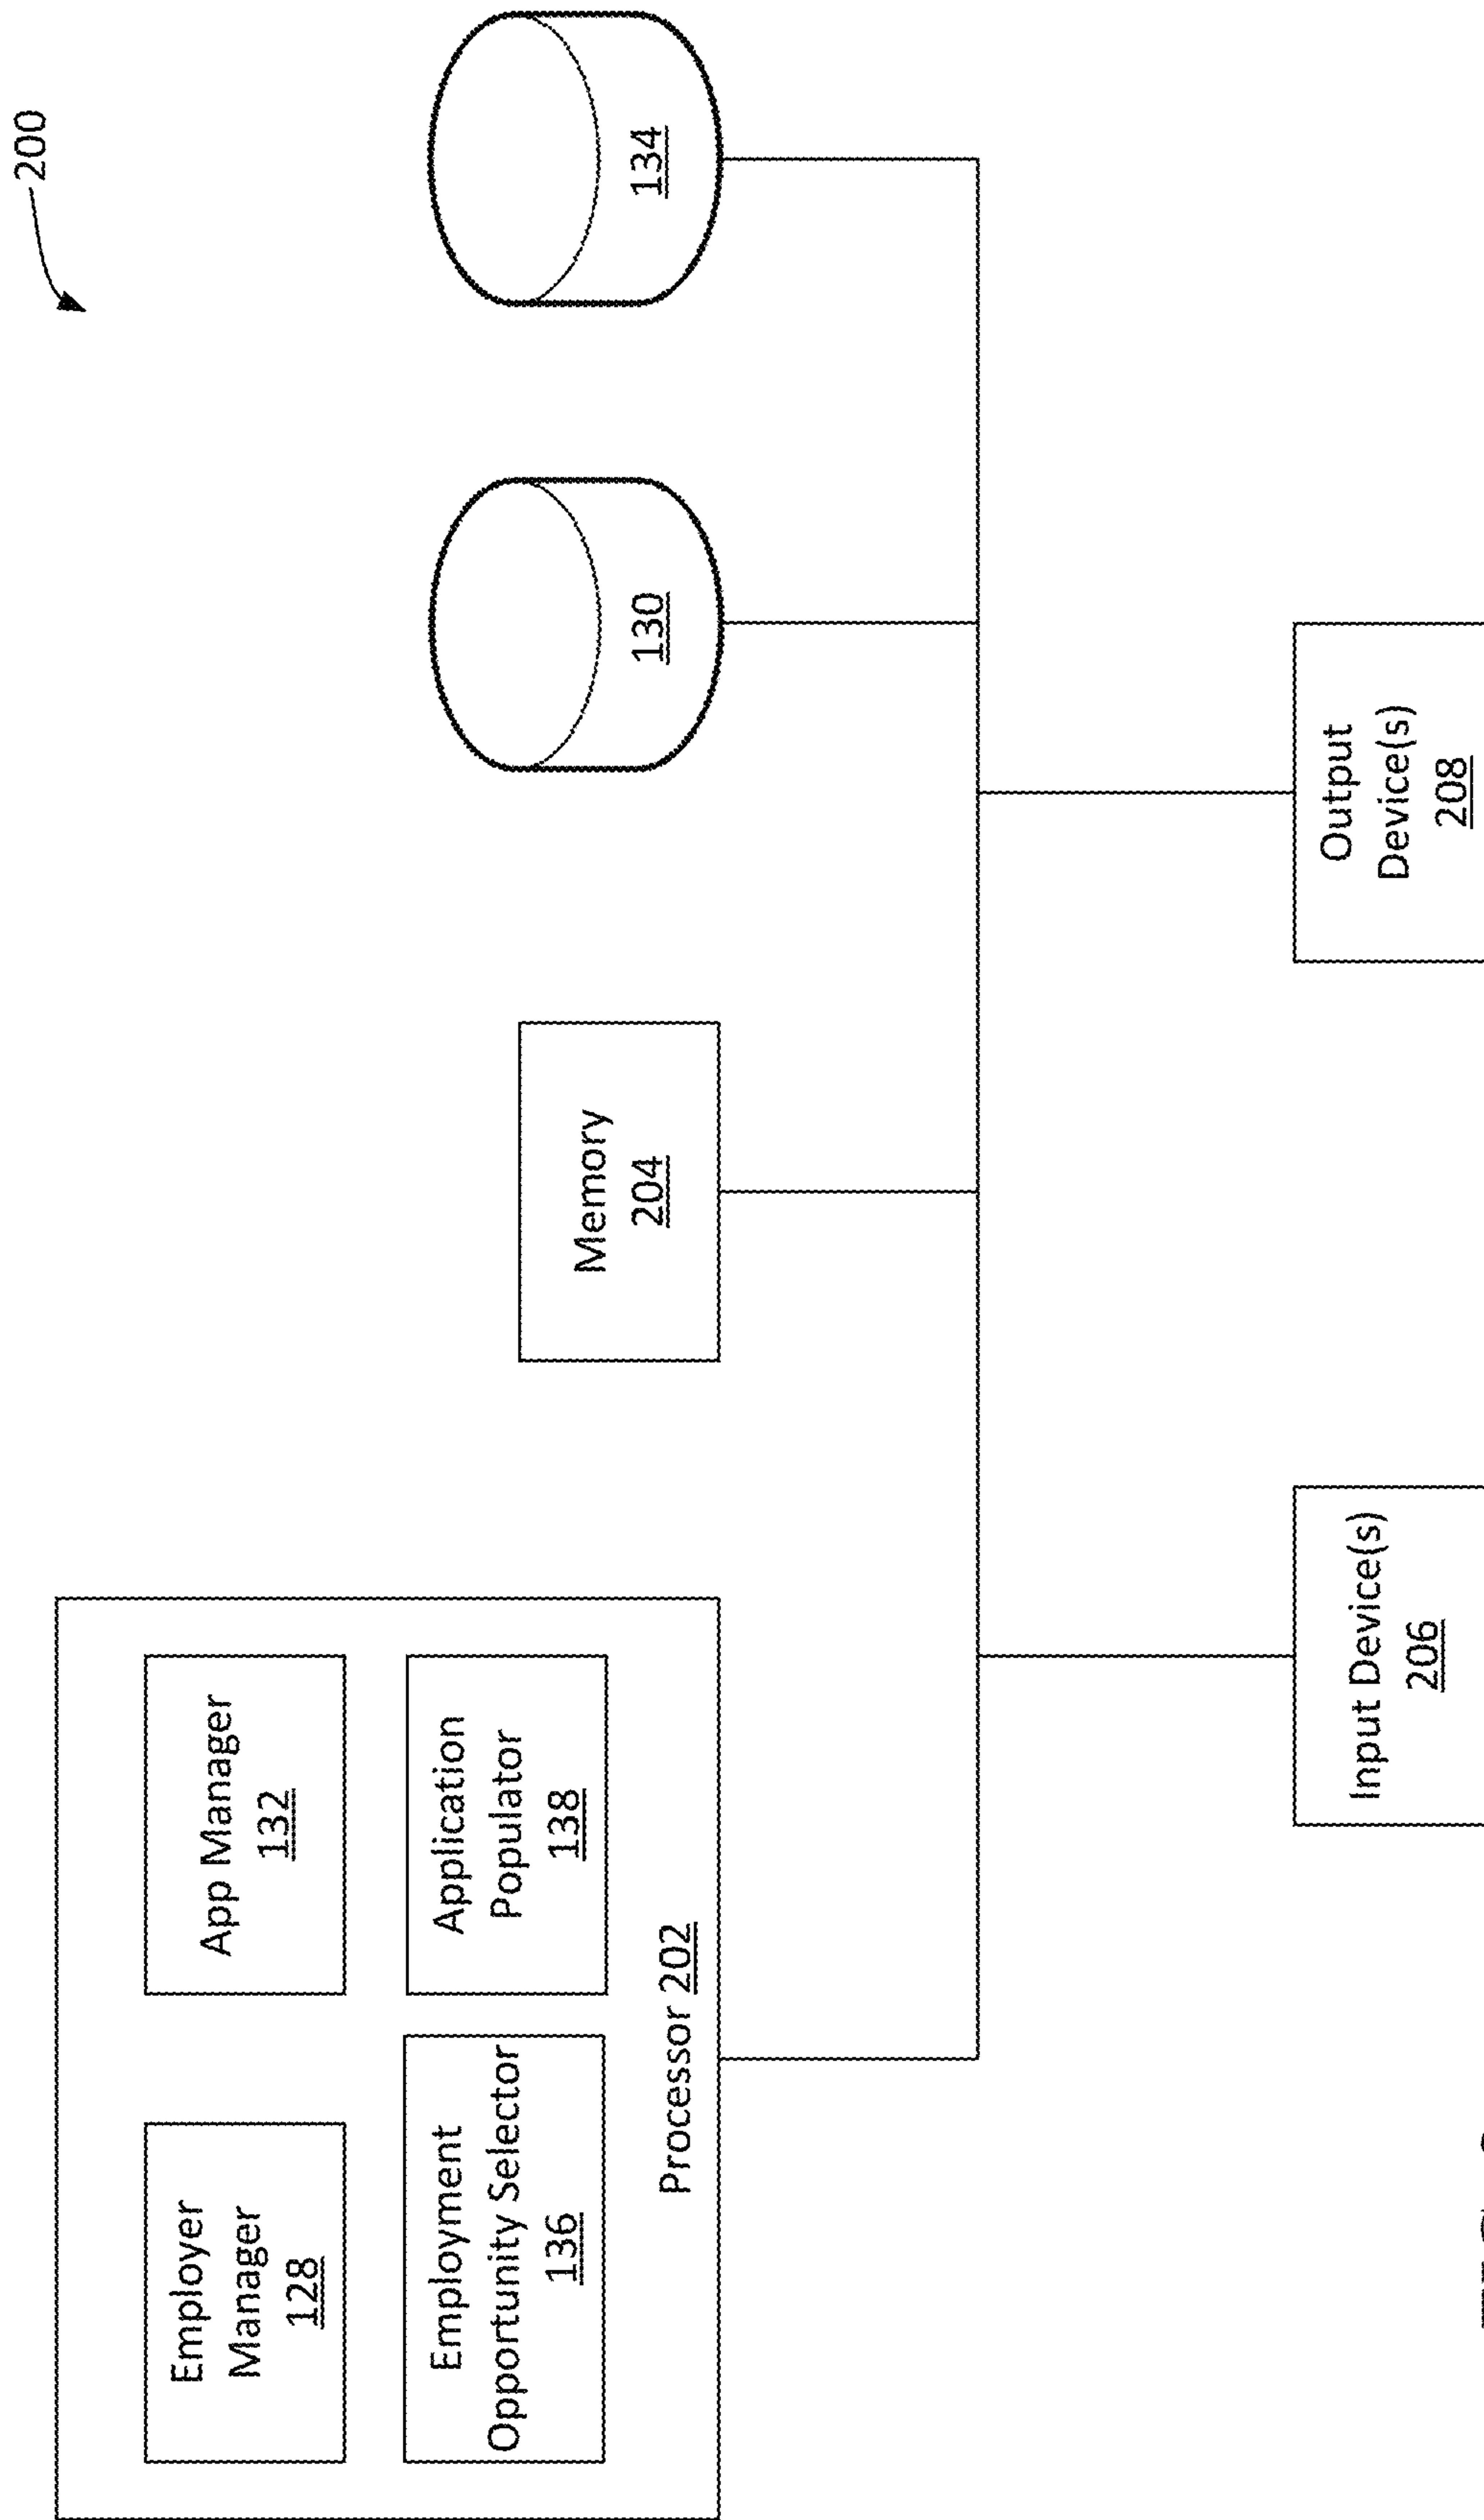 200
Employer
Manager
128
App Manager
132
Employment
Opportunity Selector
136
Application
Populator
138
Processor 202
Memory
204
130
134
Input Device(s)
206
Output
Device(s)
208